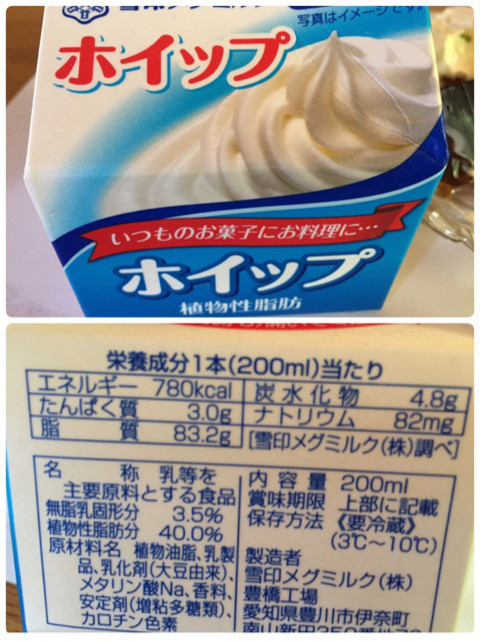 写真はイメージです
ホイップ
いつものお菓子にお料理に…
ホイップ
植物性脂肪
栄養成分1本(200ml)当たり
エネルギー 780kcal 炭水化物 4.8g
たんぱく質 3.0g ナトリウム 82mg
脂質 83.2g [雪印メグミルク(株)調べ]
名称 乳等を
主要原料とする食品
無脂乳固形分 3.5%
植物性脂肪分 40.0%
原材料名 植物油脂、乳製
品、乳化剤(大豆由来)、
メタリン酸Na、香料、
安定剤(増粘多糖類)、
カロチン色素
内容量 200ml
賞味期限 上部に記載
保存方法 《要冷蔵》
(3℃〜10℃)
製造者
雪印メグミルク(株)
豊橋工場
愛知県豊川市伊奈町